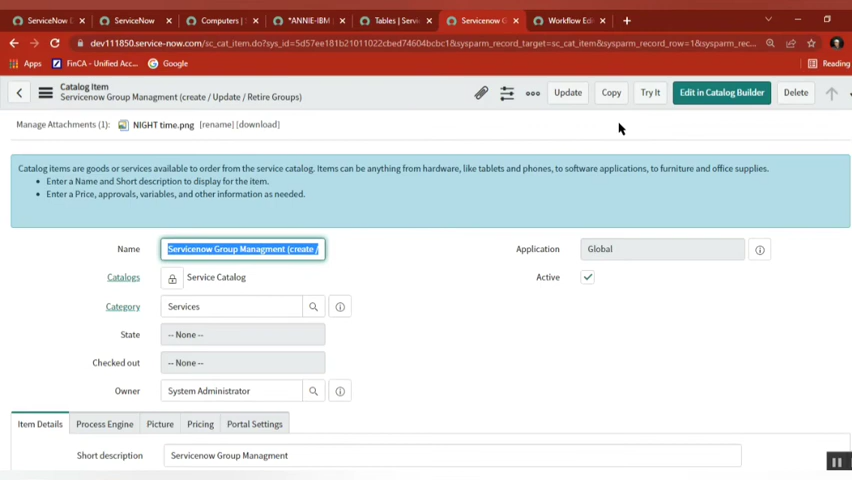 ServiceNow G
ServiceNow
Computers | S
*ANNIE-IBM
Tables | Servi
Servicenow G
Workflow Edi
dev111850.service-now.com/sc_cat_item.do?sys_id=5d57ee181b21011022cbed74604bcbc1&sysparm_record_target=sc_cat_item&sysparm_record_row=1&sysparm_rec...
Apps
FinCA - Unified Acc...
Google
Reading
Catalog Item
Servicenow Group Managment (create / Update / Retire Groups)
Update
Copy
Try It
Edit in Catalog Builder
Delete
Manage Attachments (1):
NIGHT time.png
[rename]
[download]
Catalog items are goods or services available to order from the service catalog. Items can be anything from hardware, like tablets and phones, to software applications, to furniture and office supplies.
• Enter a Name and Short description to display for the item.
• Enter a Price, approvals, variables, and other information as needed.
Name
Servicenow Group Managment (create /
Application
Global
Catalogs
Service Catalog
Active
Category
Services
State
-- None --
Checked out
-- None --
Owner
System Administrator
Item Details
Process Engine
Picture
Pricing
Portal Settings
Short description
Servicenow Group Managment